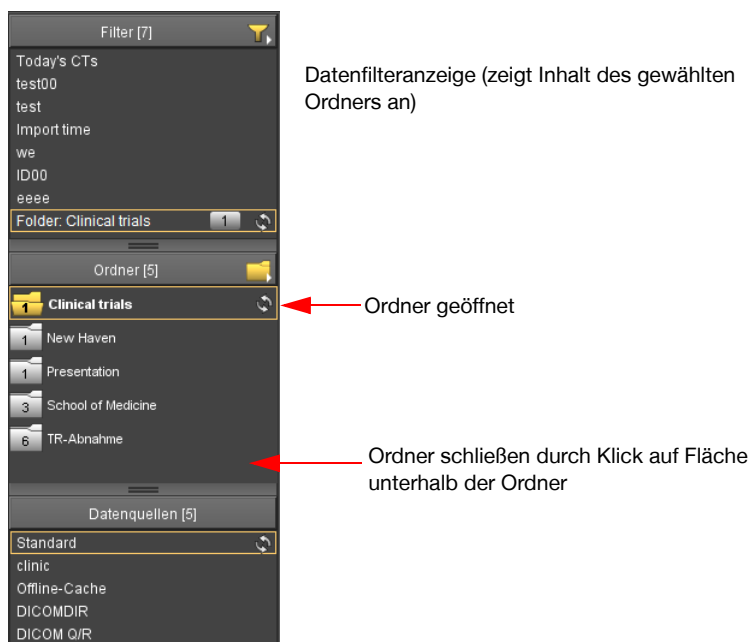 Filter [7]
Today's CTs
test00
test
Import time
we
ID00
eeee
Folder: Clinical trials 1
Datenfilteranzeige (zeigt Inhalt des gewählten
Ordners an)
Ordner [5]
1 Clinical trials
Ordner geöffnet
1 New Haven
1 Presentation
3 School of Medicine
6 TR-Abnahme
Ordner schließen durch Klick auf Fläche
unterhalb der Ordner
Datenquellen [5]
Standard
clinic
Offline-Cache
DICOMDIR
DICOM Q/R